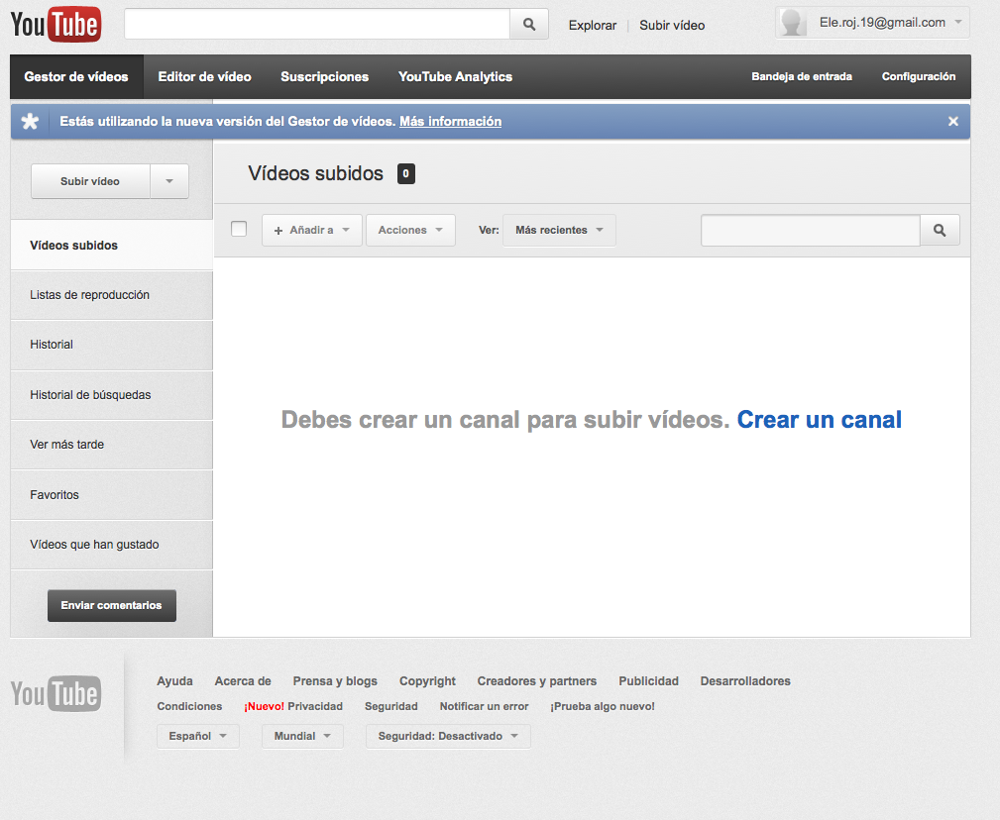 YouTube
Explorar
Subir vídeo
Ele.roj.19@gmail.com
Gestor de vídeos
Editor de vídeo
Suscripciones
YouTube Analytics
Bandeja de entrada
Configuración
Estás utilizando la nueva versión del Gestor de vídeos. Más información
Subir vídeo
Vídeos subidos 0
+ Añadir a
Acciones
Ver:
Más recientes
Vídeos subidos
Listas de reproducción
Historial
Historial de búsquedas
Ver más tarde
Favoritos
Vídeos que han gustado
Enviar comentarios
Debes crear un canal para subir vídeos. Crear un canal
YouTube
Ayuda
Acerca de
Prensa y blogs
Copyright
Creadores y partners
Publicidad
Desarrolladores
Condiciones
¡Nuevo! Privacidad
Seguridad
Notificar un error
¡Prueba algo nuevo!
Español
Mundial
Seguridad: Desactivado